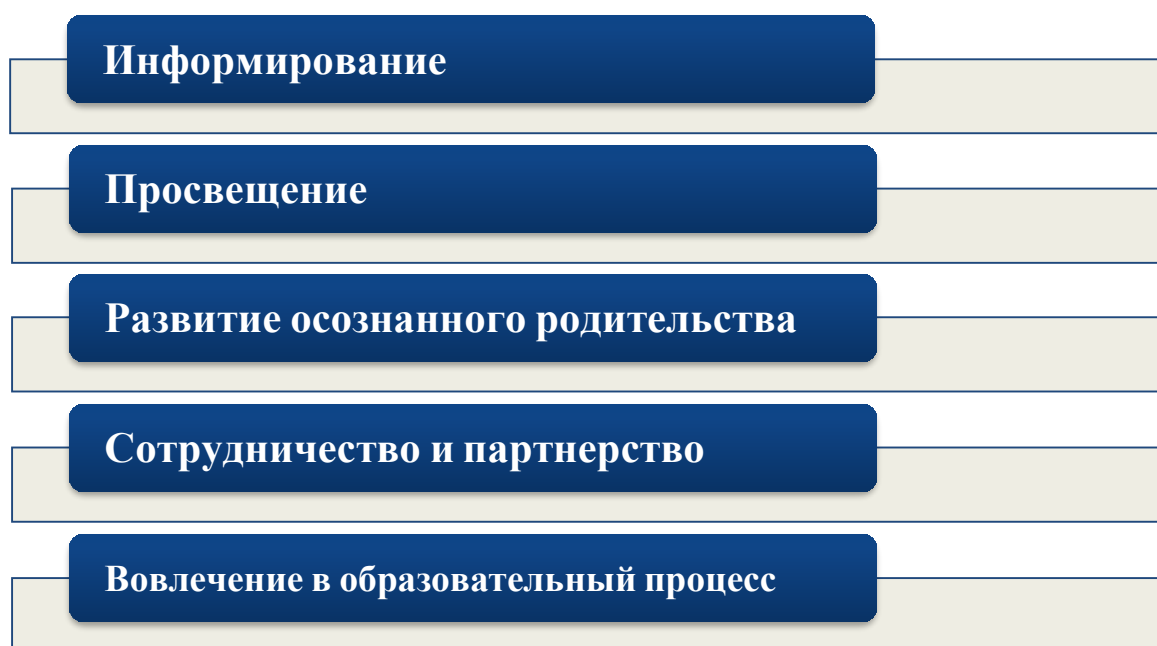 Информирование
Просвещение
Развитие осознанного родительства
Сотрудничество и партнерство
Вовлечение в образовательный процесс